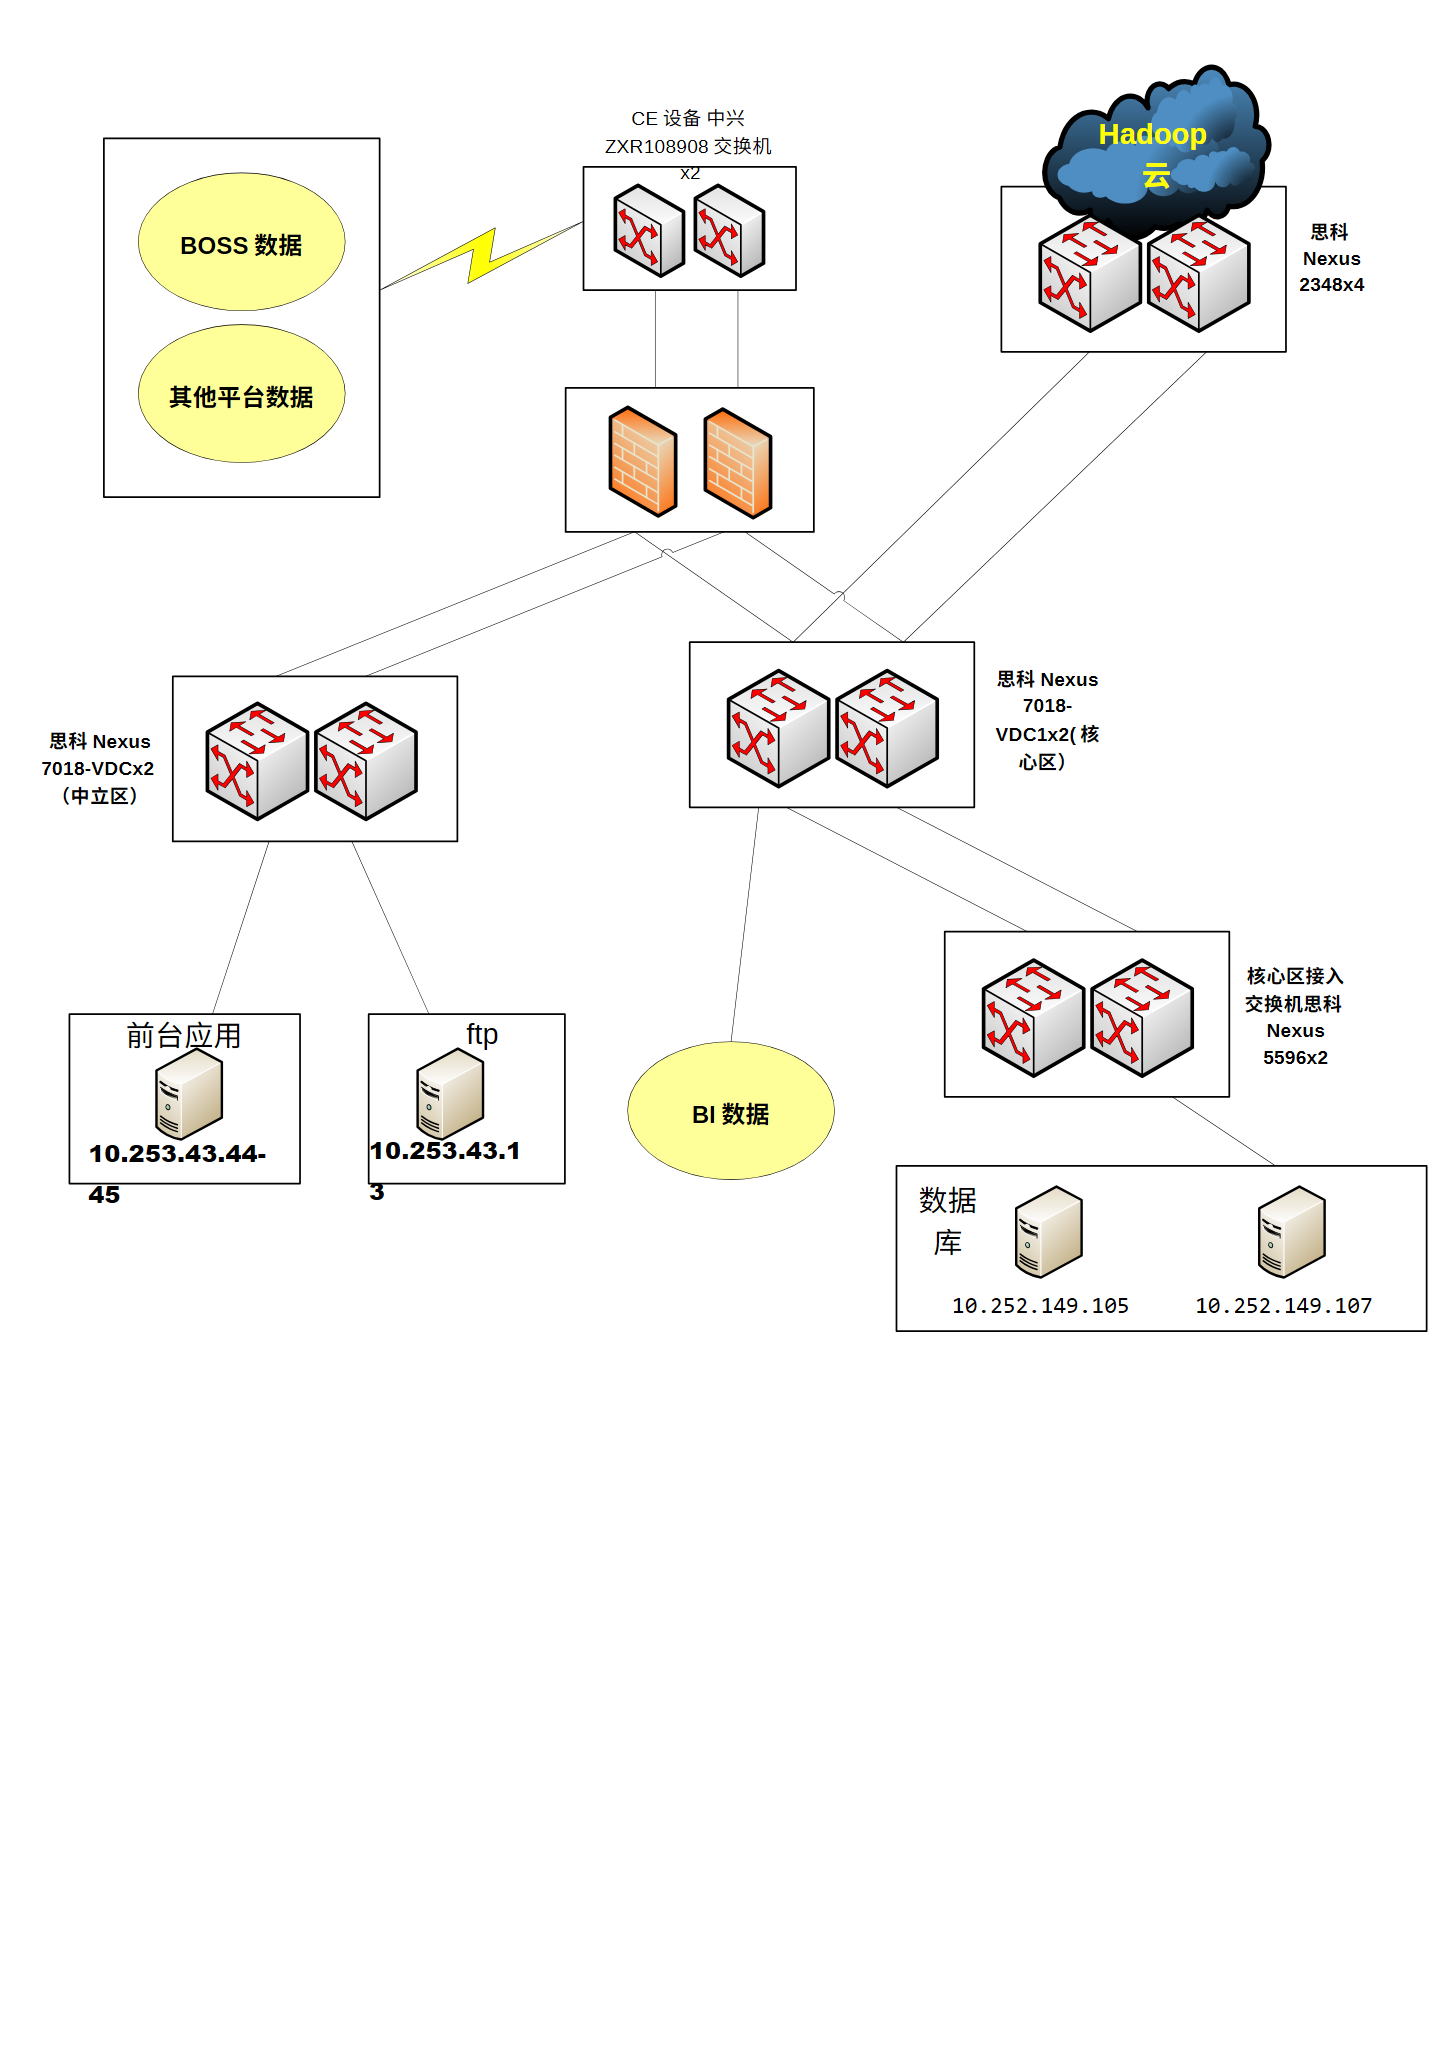 CE 设备 中兴
ZXR108908 交换机
x2
Hadoop
云
思科
Nexus
2348x4
BOSS 数据
其他平台数据
思科 Nexus
7018-
VDC1x2( 核
心区）
思科 Nexus
7018-VDCx2
（中立区）
核心区接入
交换机思科
Nexus
5596x2
前台应用
10.253.43.44-
45
ftp
10.253.43.1
3
BI 数据
数据
库
10.252.149.105
10.252.149.107